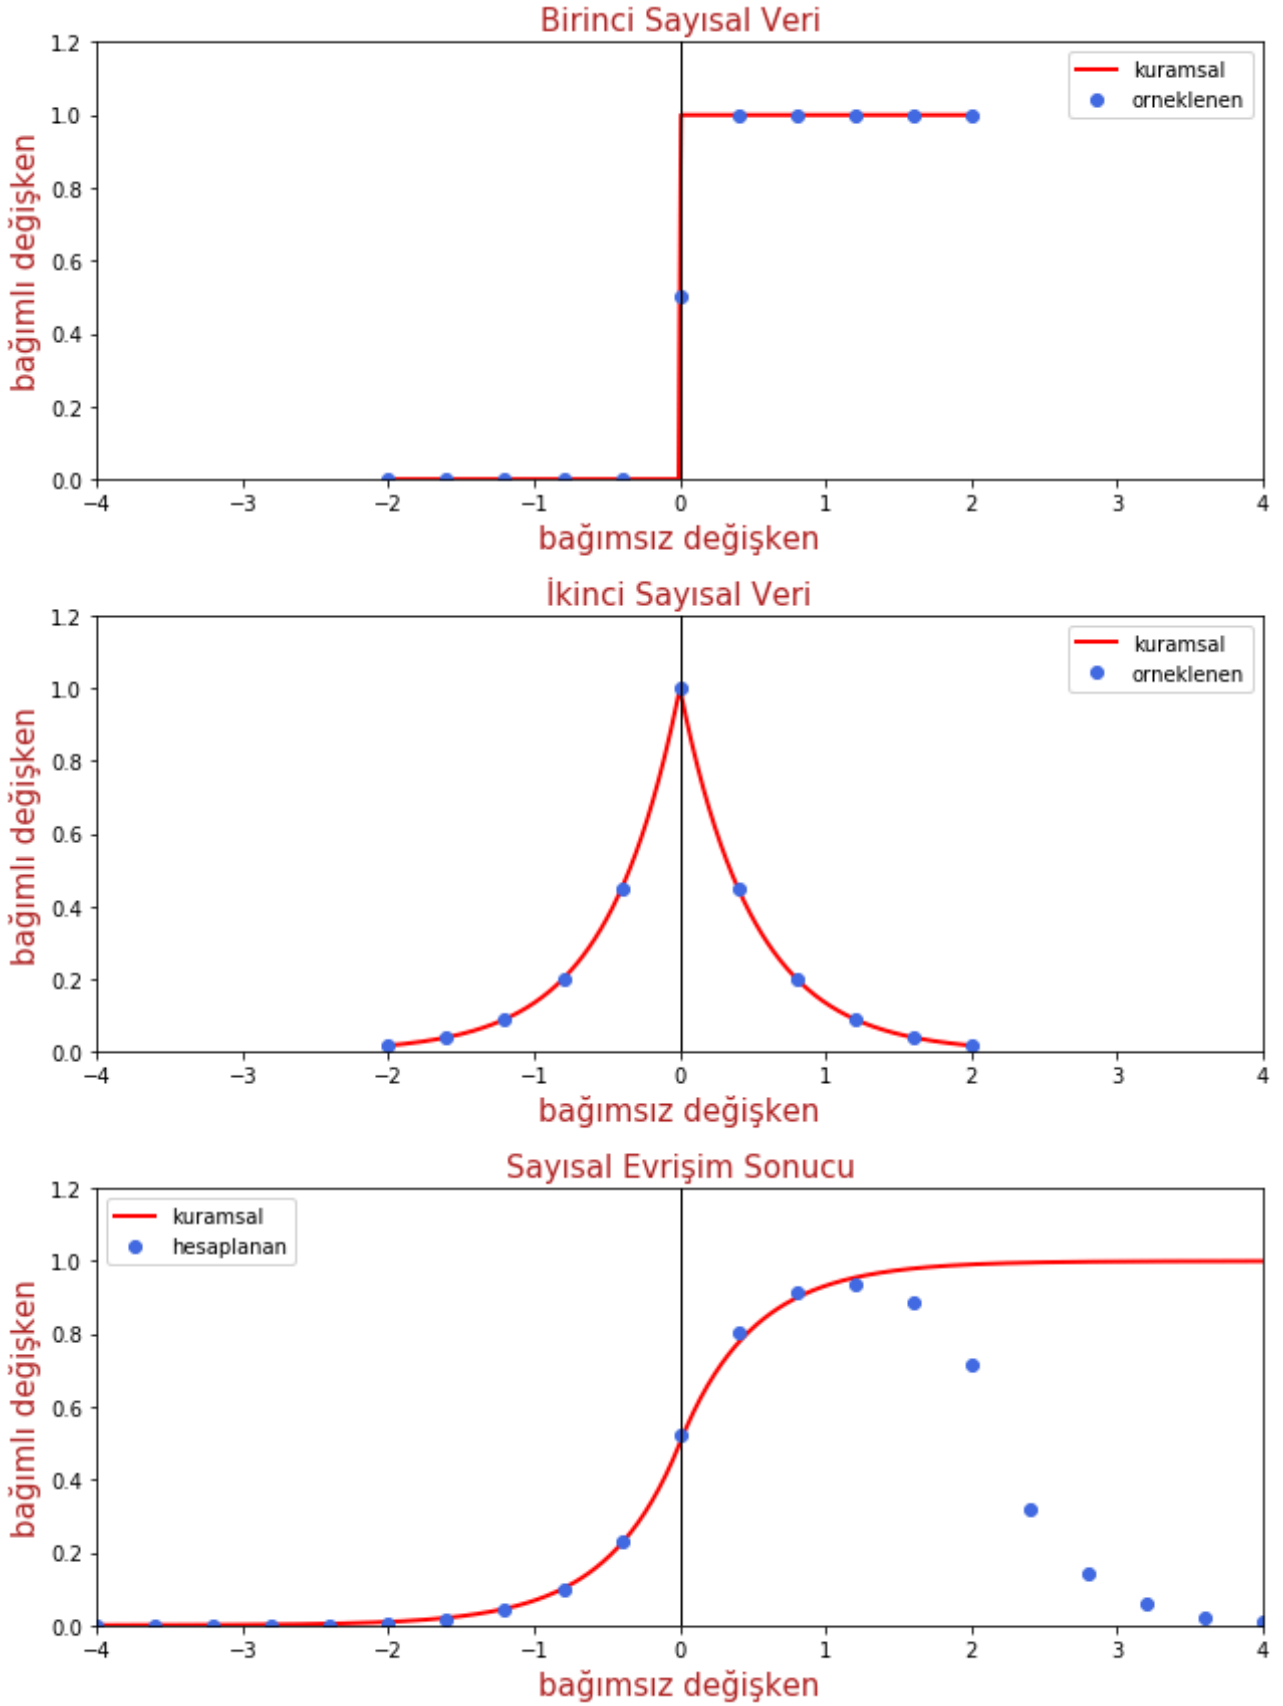 Birinci Sayısal Veri
1.2
1.0
0.8
0.6
0.4
0.2
0.0
bağımlı değişken
kuramsal
orneklenen
−4 −3 −2 −1 0 1 2 3 4
bağımsız değişken
İkinci Sayısal Veri
1.2
1.0
0.8
0.6
0.4
0.2
0.0
bağımlı değişken
kuramsal
orneklenen
−4 −3 −2 −1 0 1 2 3 4
bağımsız değişken
Sayısal Evrişim Sonucu
1.2
1.0
0.8
0.6
0.4
0.2
0.0
bağımlı değişken
kuramsal
hesaplanan
−4 −3 −2 −1 0 1 2 3 4
bağımsız değişken